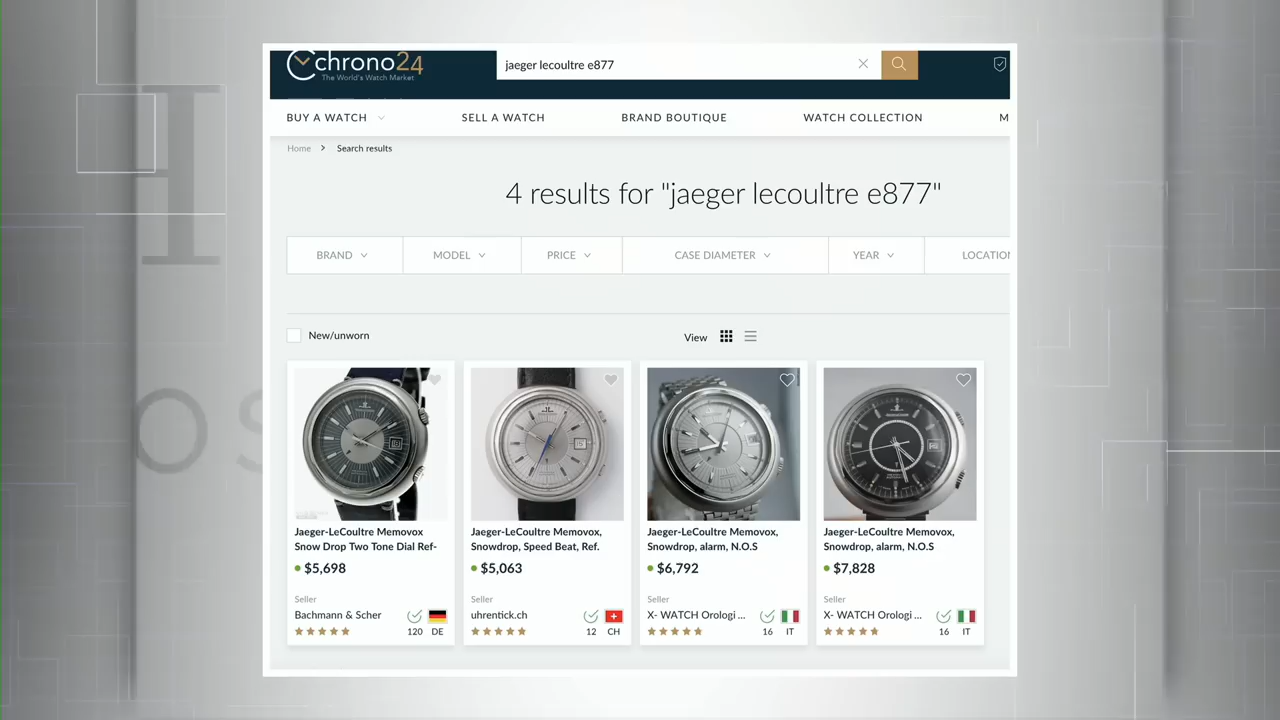 chrono24
The World's Watch Market
jaeger lecoultre e877
BUY A WATCH
SELL A WATCH
BRAND BOUTIQUE
WATCH COLLECTION
M
Home
Search results
4 results for "jaeger lecoultre e877"
BRAND
MODEL
PRICE
CASE DIAMETER
YEAR
LOCATION
New/unworn
View
Jaeger-LeCoultre Memovox
Snow Drop Two Tone Dial Ref-
$5,698
Seller
Bachmann & Scher
120 DE
Jaeger-LeCoultre Memovox,
Snowdrop, Speed Beat, Ref.
$5,063
Seller
uhrentick.ch
12 CH
Jaeger-LeCoultre Memovox,
Snowdrop, alarm, N.O.S
$6,792
Seller
X- WATCH Orologi ...
16 IT
Jaeger-LeCoultre Memovox,
Snowdrop, alarm, N.O.S
$7,828
Seller
X- WATCH Orologi ...
16 IT